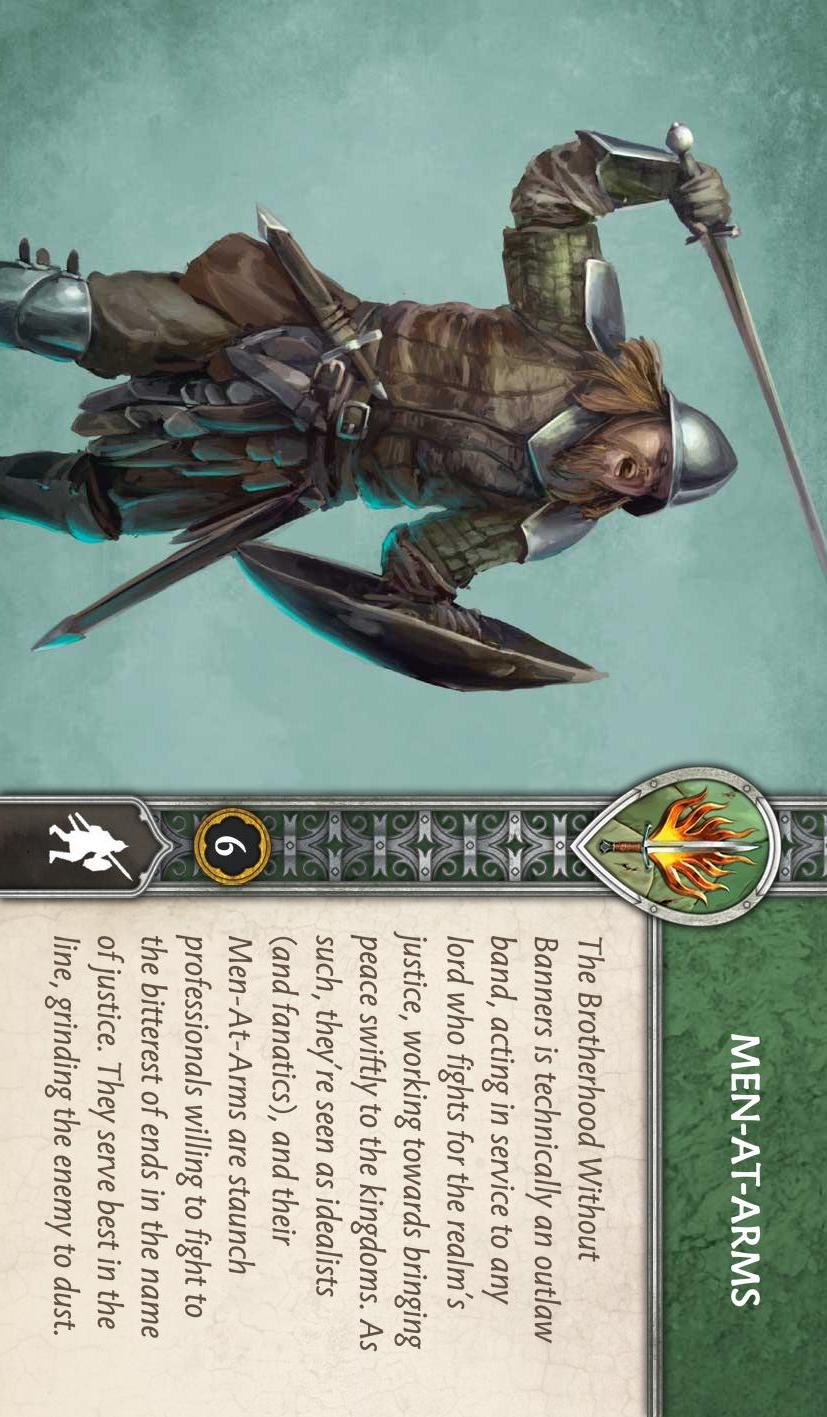 MEN-AT-ARMS
The Brotherhood Without
Banners is technically an outlaw
band, acting in service to any
lord who fights for the realm's
justice, working towards bringing
peace swiftly to the kingdoms. As
such, they're seen as idealists
(and fanatics), and their
Men-At-Arms are staunch
professionals willing to fight to
the bitterest of ends in the name
of justice. They serve best in the
line, grinding the enemy to dust.
6